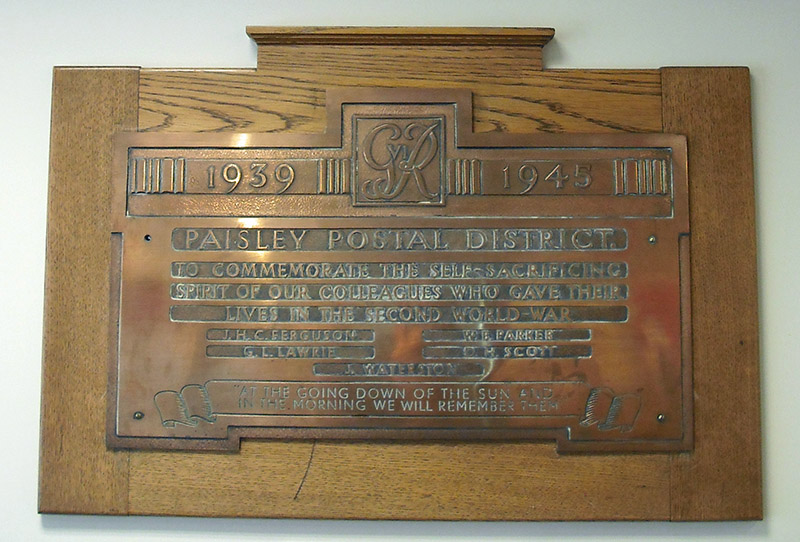 1939 GVIR 1945
PAISLEY POSTAL DISTRICT.
TO COMMEMORATE THE SELF-SACRIFICING
SPIRIT OF OUR COLLEAGUES WHO GAVE THEIR
LIVES IN THE SECOND WORLD-WAR
J. H. C. FERGUSON W. B. PARKER
G. L. LAWRIE D. H. SCOTT
J. WATERSTON
"AT THE GOING DOWN OF THE SUN AND
IN THE MORNING WE WILL REMEMBER THEM"